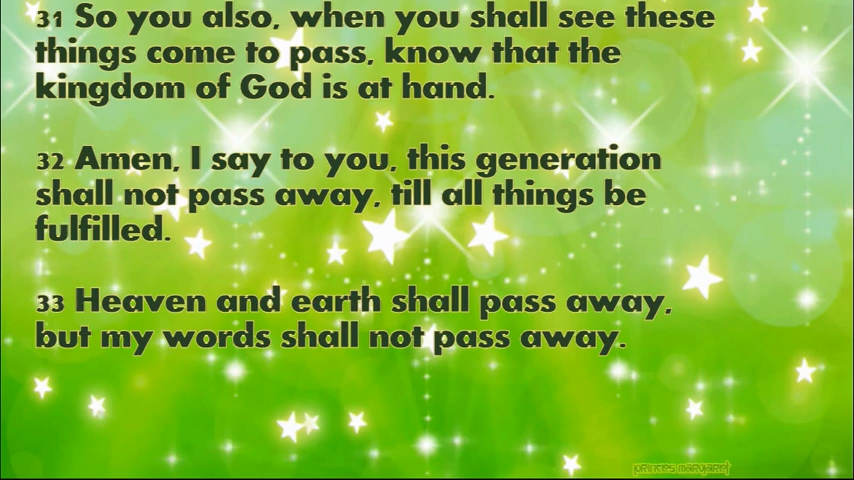 31 So you also, when you shall see these
things come to pass, know that the
kingdom of God is at hand.
32 Amen, I say to you, this generation
shall not pass away, till all things be
fulfilled.
33 Heaven and earth shall pass away,
but my words shall not pass away.